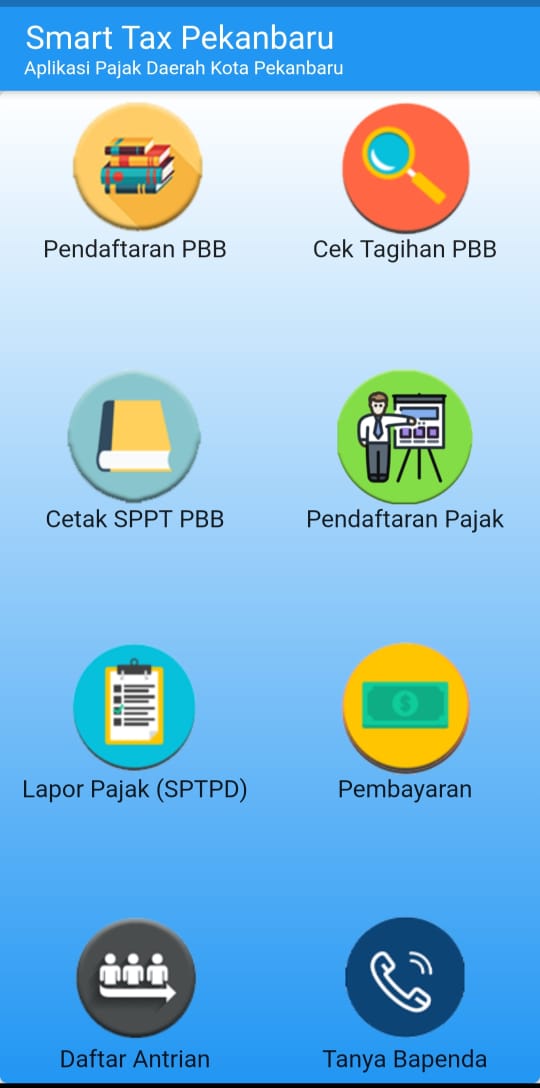 Smart Tax Pekanbaru
Aplikasi Pajak Daerah Kota Pekanbaru
Pendaftaran PBB
Cek Tagihan PBB
Cetak SPPT PBB
Pendaftaran Pajak
Lapor Pajak (SPTPD)
Pembayaran
Daftar Antrian
Tanya Bapenda